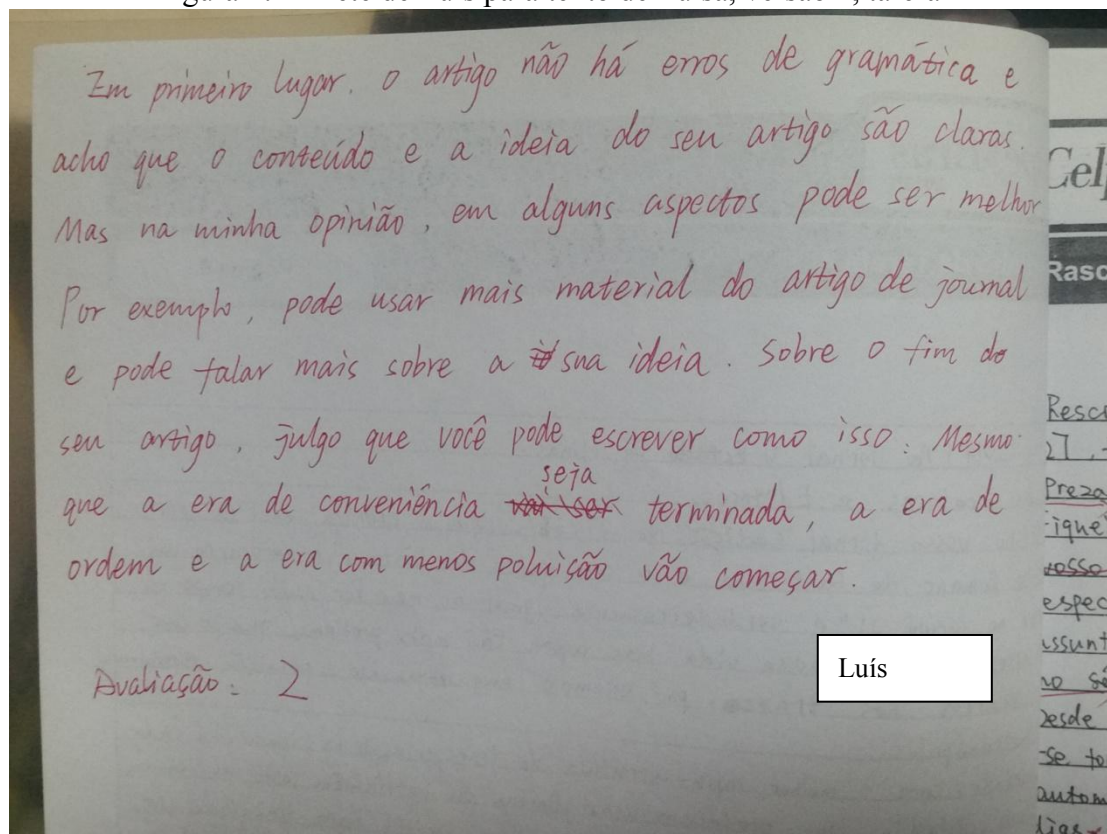 Em primeiro lugar. o artigo não há erros de gramática e
acho que o conteúdo e a ideia do seu artigo são claras.
Mas na minha opinião, em alguns aspectos pode ser melhor
Por exemplo, pode usar mais material do artigo de journal
e pode falar mais sobre a sua ideia. Sobre o fim do
seu artigo, julgo que você pode escrever como isso: Mesmo
seja
que a era de conveniência vai ser terminada, a era de
ordem e a era com menos poluição vão começar.
Luís
Avaliação: 2
Cel
Rasc
Resc
Preza
fique
vosso
espec
assunt
Desde
-se to
autom